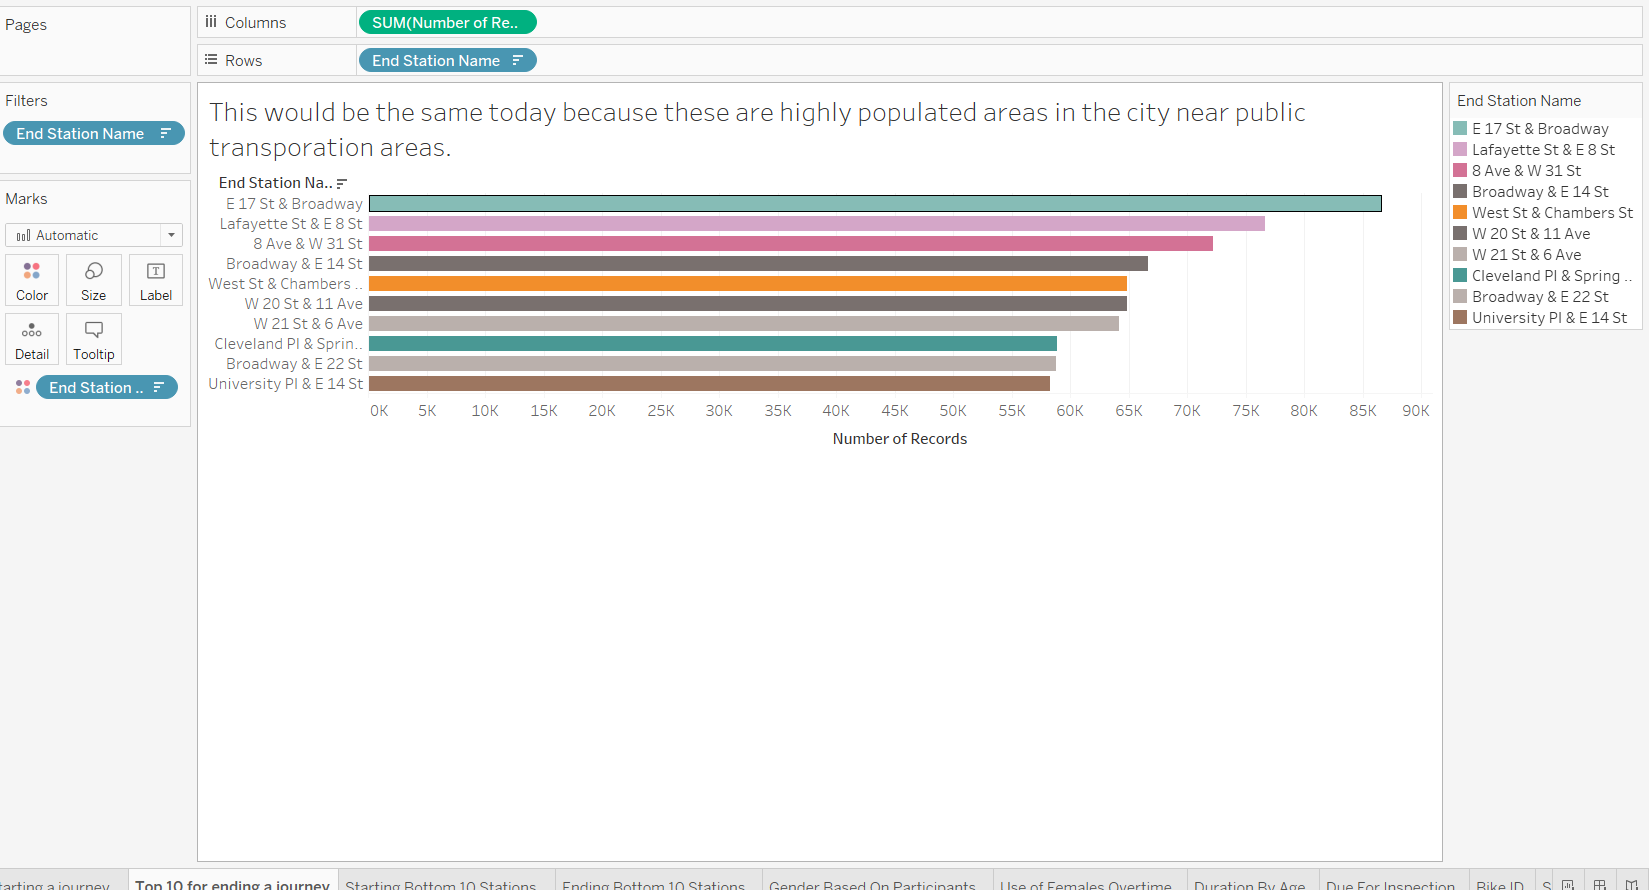 Pages
Columns
SUM(Number of Re..
Rows
End Station Name
Filters
End Station Name
Marks
Automatic
Color
Size
Label
Detail
Tooltip
End Station ..
This would be the same today because these are highly populated areas in the city near public
transporation areas.
End Station Na..
E 17 St & Broadway
Lafayette St & E 8 St
8 Ave & W 31 St
Broadway & E 14 St
West St & Chambers ..
W 20 St & 11 Ave
W 21 St & 6 Ave
Cleveland Pl & Sprin..
Broadway & E 22 St
University Pl & E 14 St
0K 5K 10K 15K 20K 25K 30K 35K 40K 45K 50K 55K 60K 65K 70K 75K 80K 85K 90K
Number of Records
End Station Name
E 17 St & Broadway
Lafayette St & E 8 St
8 Ave & W 31 St
Broadway & E 14 St
West St & Chambers St
W 20 St & 11 Ave
W 21 St & 6 Ave
Cleveland Pl & Spring ..
Broadway & E 22 St
University Pl & E 14 St
tarting a journey Top 10 for ending a journey Starting Bottom 10 Stations Ending Bottom 10 Stations Gender Based On Participants Use of Females Overtime Duration By Age Due For Inspection Bike ID S